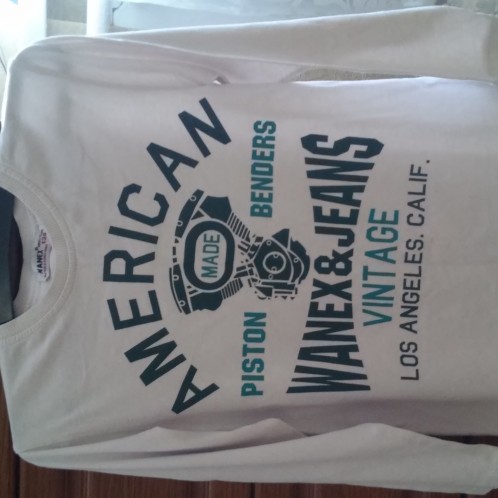 AMERICAN
MADE
PISTON BENDERS
WANEX&JEANS
VINTAGE
LOS ANGELES. CALIF.